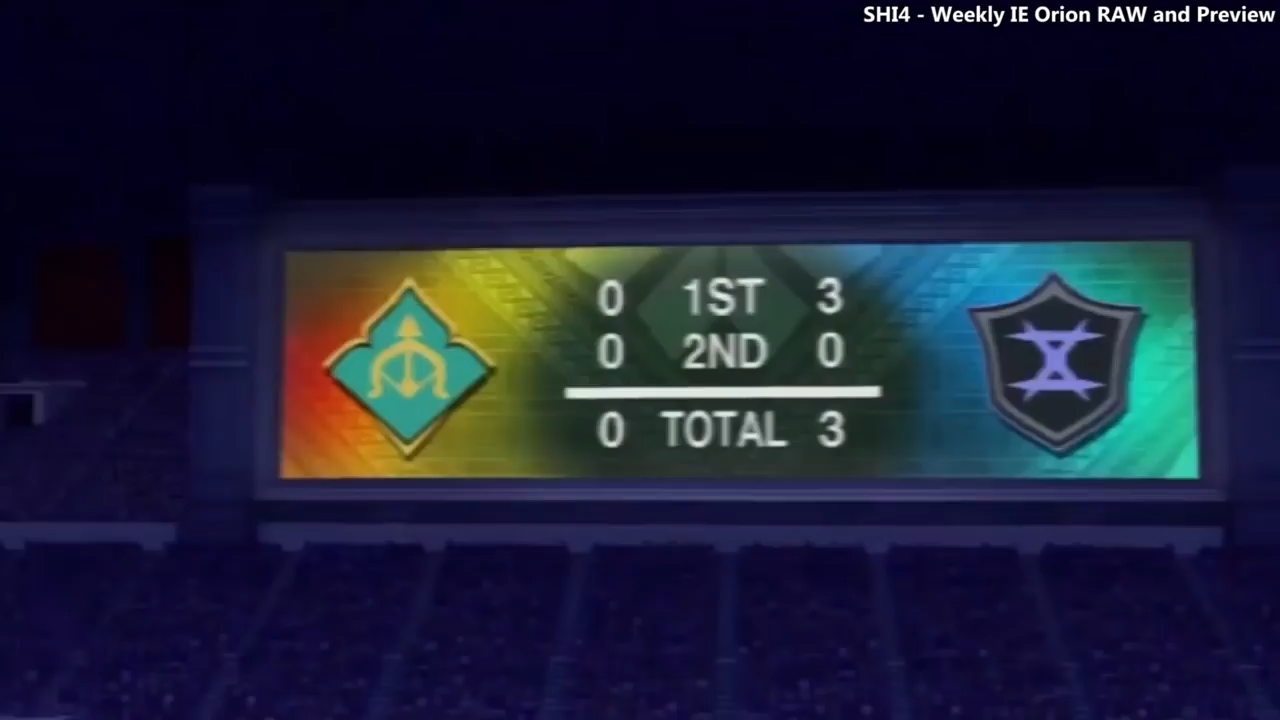 SHI4 - Weekly IE Orion RAW and Preview
0 1ST 3
0 2ND 0
0 TOTAL 3